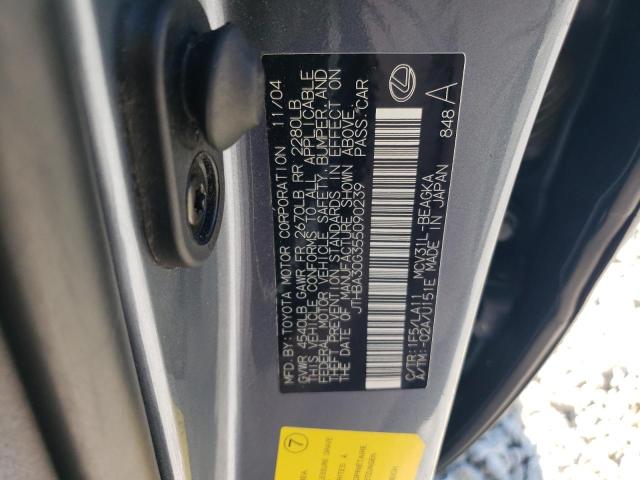 MFD. BY: TOYOTA MOTOR CORPORATION 11/04
GVWR 4540LB GAWR FR 2670LB RR 2280LB
THIS VEHICLE CONFORMS TO ALL APPLICABLE
FEDERAL MOTOR VEHICLE SAFETY, BUMPER, AND
THEFT PREVENTION STANDARDS IN EFFECT ON
THE DATE OF MANUFACTURE SHOWN ABOVE.
JTHBA30G355090239 PASS CAR
C/TR: 1F5/LA11 MCV31L-BEAGKA
A/TM: -02A/U151E MADE IN JAPAN 848 A
7